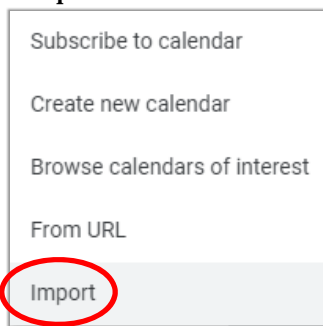 Subscribe to calendar
Create new calendar
Browse calendars of interest
From URL
Import